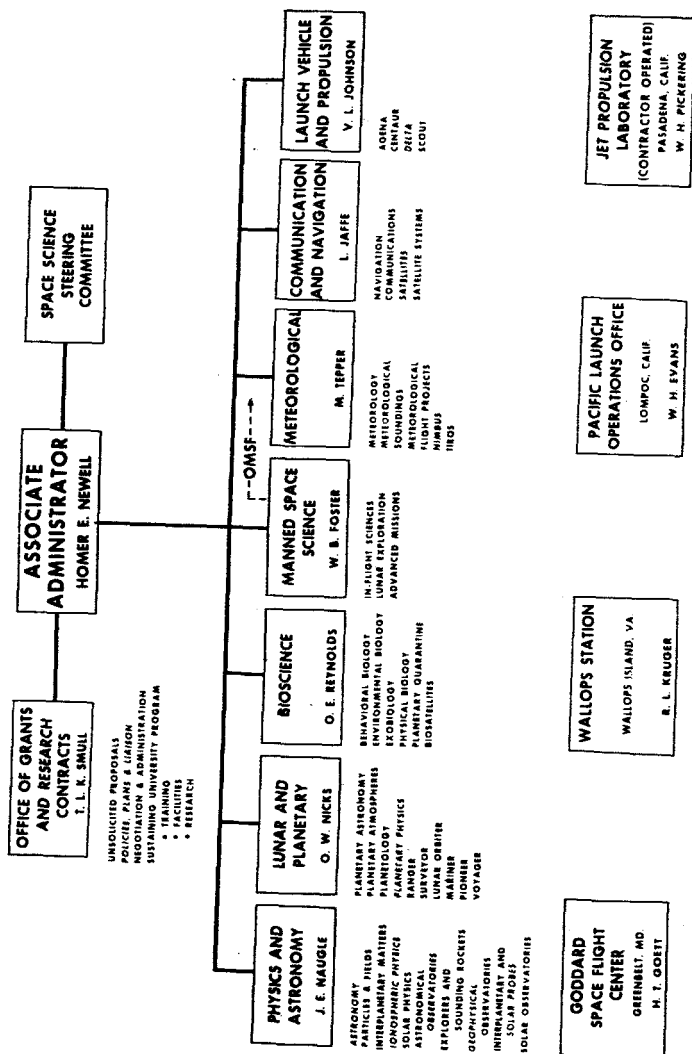 ASSOCIATE
ADMINISTRATOR
HOMER E. NEWELL
SPACE SCIENCE
STEERING
COMMITTEE
OFFICE OF GRANTS
AND RESEARCH
CONTRACTS
T. L. K. SMULL
UNSOLICITED PROPOSALS
POLICIES, PLANS & LIAISON
NEGOTIATION & ADMINISTRATION
SUSTAINING UNIVERSITY PROGRAM
• TRAINING
• FACILITIES
• RESEARCH
PHYSICS AND
ASTRONOMY
J. E. NAUGLE
ASTRONOMY
PARTICLES & FIELDS
INTERPLANETARY MATTERS
IONOSPHERIC PHYSICS
SOLAR PHYSICS
ASTRONOMICAL
OBSERVATORIES
EXPLORERS AND
SOUNDING ROCKETS
GEOPHYSICAL
OBSERVATORIES
INTERPLANETARY AND
SOLAR PROBES
SOLAR OBSERVATORIES
LUNAR AND
PLANETARY
O. W. NICKS
PLANETARY ASTRONOMY
PLANETARY ATMOSPHERES
PLANETOLOGY
PLANETARY PHYSICS
RANGER
SURVEYOR
LUNAR ORBITER
MARINER
PIONEER
VOYAGER
BIOSCIENCE
O. E. REYNOLDS
BEHAVIORAL BIOLOGY
ENVIRONMENTAL BIOLOGY
EXOBIOLOGY
PHYSICAL BIOLOGY
PLANETARY QUARANTINE
BIOSATELLITES
MANNED SPACE
SCIENCE
W. B. FOSTER
IN-FLIGHT SCIENCES
LUNAR EXPLORATION
ADVANCED MISSIONS
OMSF
METEOROLOGICAL
M. TEPPER
METEOROLOGY
METEOROLOGICAL
SOUNDINGS
METEOROLOGICAL
FLIGHT PROJECTS
NIMBUS
TIROS
COMMUNICATION
AND NAVIGATION
L. JAFFE
NAVIGATION
COMMUNICATIONS
SATELLITES
SATELLITE SYSTEMS
LAUNCH VEHICLE
AND PROPULSION
V. L. JOHNSON
AGENA
CENTAUR
DELTA
SCOUT
GODDARD
SPACE FLIGHT
CENTER
GREENBELT, MD.
H. T. GOETT
WALLOPS STATION
WALLOPS ISLAND, VA.
R. L. KRUGER
PACIFIC LAUNCH
OPERATIONS OFFICE
LOMPOC, CALIF.
W. H. EVANS
JET PROPULSION
LABORATORY
(CONTRACTOR OPERATED)
PASADENA, CALIF.
W. H. PICKERING